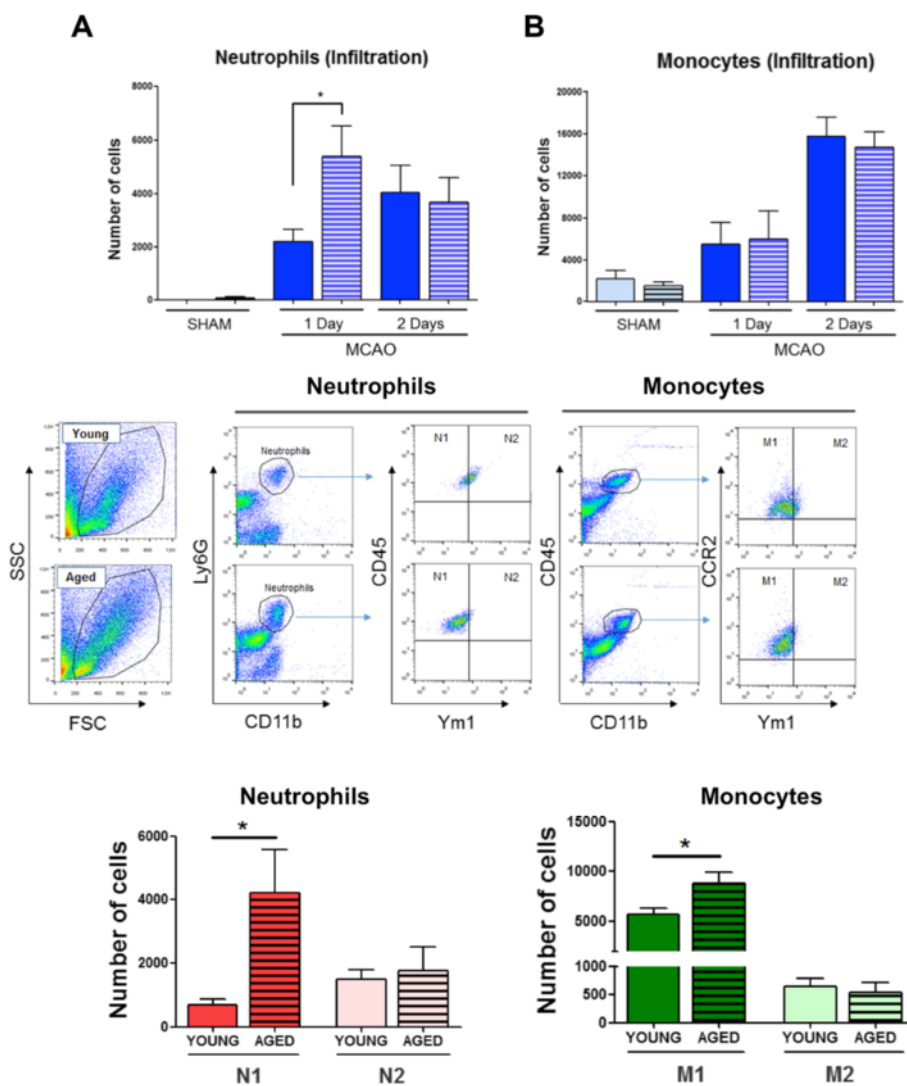 A
B
Neutrophils (Infiltration)
Monocytes (Infiltration)
Number of cells
8000
6000
4000
2000
0
*
SHAM
1 Day
2 Days
MCAO
Number of cells
20000
16000
12000
8000
4000
0
SHAM
1 Day
2 Days
MCAO
Neutrophils
Monocytes
Young
Neutrophils
N1 N2
M1 M2
SSC
Ly6G
CD45
CD45
CCR2
Aged
Neutrophils
N1 N2
M1 M2
200 400 600 800
FSC
CD11b
Ym1
CD11b
Ym1
Neutrophils
Number of cells
6000
4000
2000
0
*
YOUNG AGED YOUNG AGED
N1 N2
Monocytes
Number of cells
15000
10000
5000
1000
500
0
*
YOUNG AGED YOUNG AGED
M1 M2